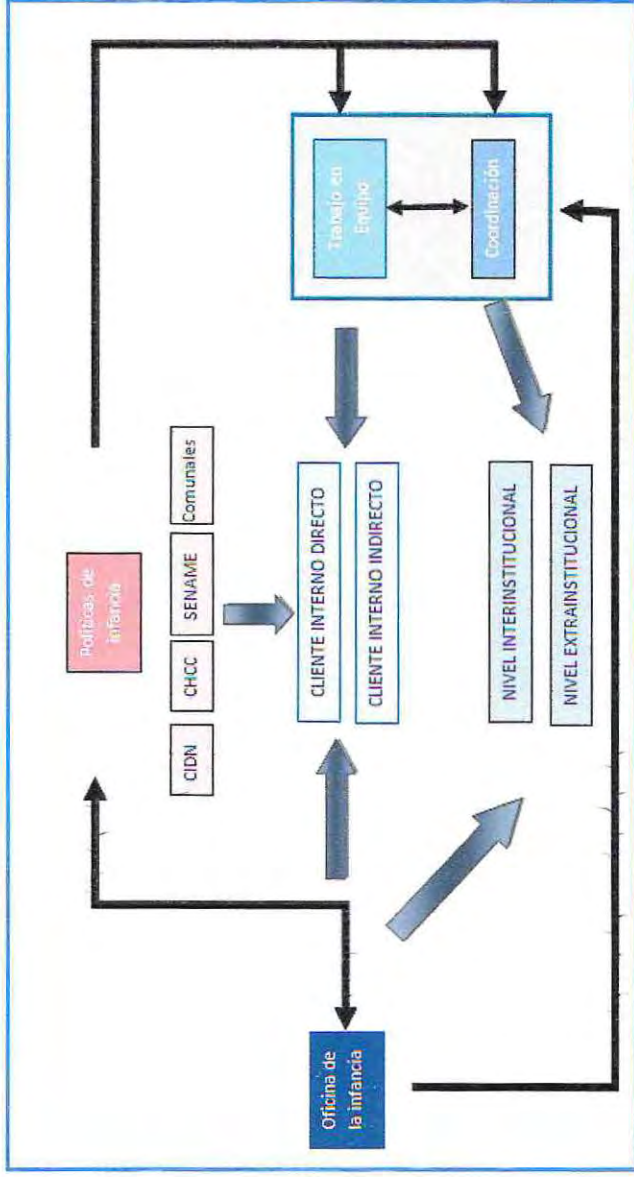 Políticas de
infancia
CIDN
CHCC
SENAME
Comunales
Oficina de
la infancia
CLIENTE INTERNO DIRECTO
CLIENTE INTERNO INDIRECTO
Trabajo en
Equipo
Coordinación
NIVEL INTERINSTITUCIONAL
NIVEL EXTRAINSTITUCIONAL